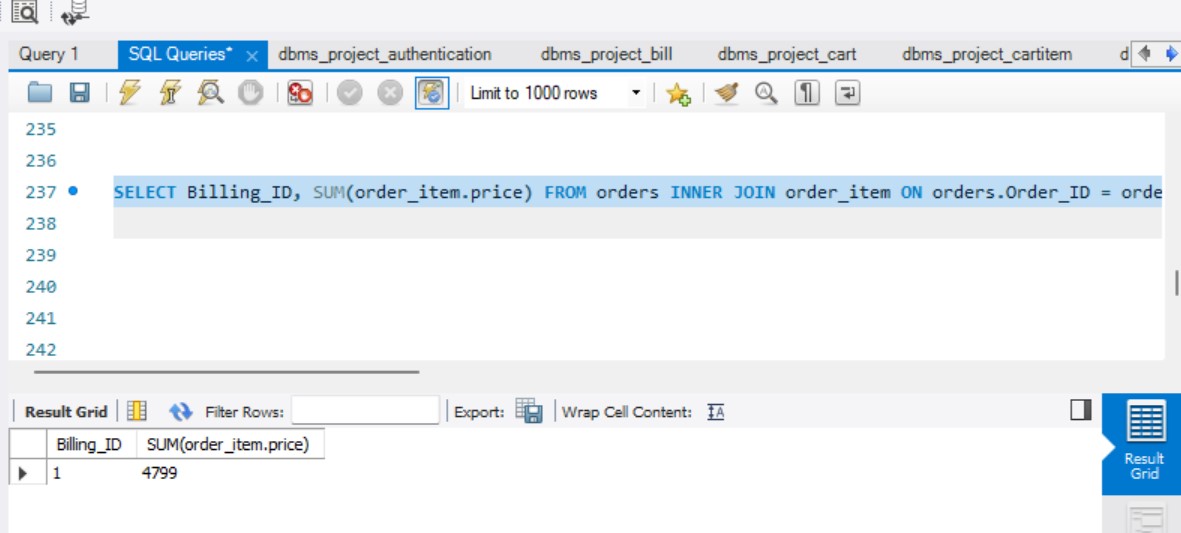 Query 1 SQL Queries* dbms_project_authentication dbms_project_bill dbms_project_cart dbms_project_cartitem d
Limit to 1000 rows
235
236
237 SELECT Billing_ID, SUM(order_item.price) FROM orders INNER JOIN order_item ON orders.Order_ID = orde
238
239
240
241
242
Result Grid Filter Rows: Export: Wrap Cell Content: IA
Billing_ID SUM(order_item.price)
1 4799
Result
Grid